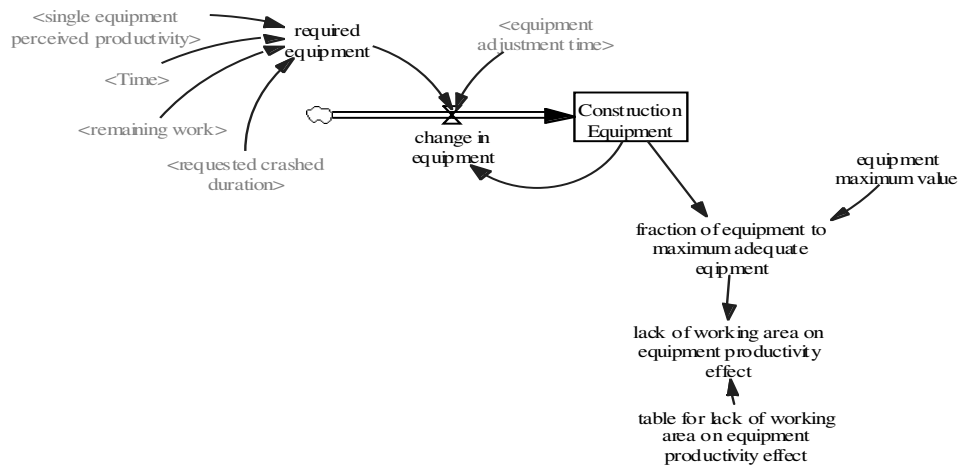 <single equipment
perceived productivity>
required
equipment
<equipment
adjustment time>
<Time>
<remaining work>
<requested crashed
duration>
change in
equipment
Construction
Equipment
equipment
maximum value
fraction of equipment to
maximum adequate
eqipment
lack of working area on
equipment productivity
effect
table for lack of working
area on equipment
productivity effect